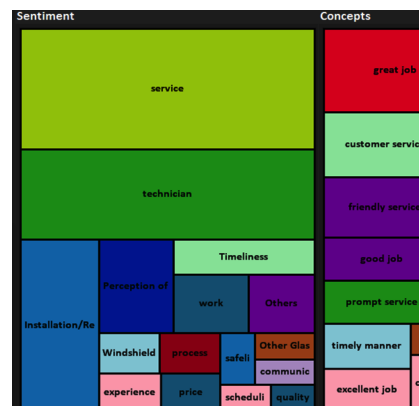 Sentiment
service
technician
Installation/Re
Perception of
Timeliness
work
Others
Windshield
process
safeli
Other Glas
communic
experience
price
scheduli
quality
Concepts
great job
customer servic
friendly service
good job
prompt service
timely manner
excellent job